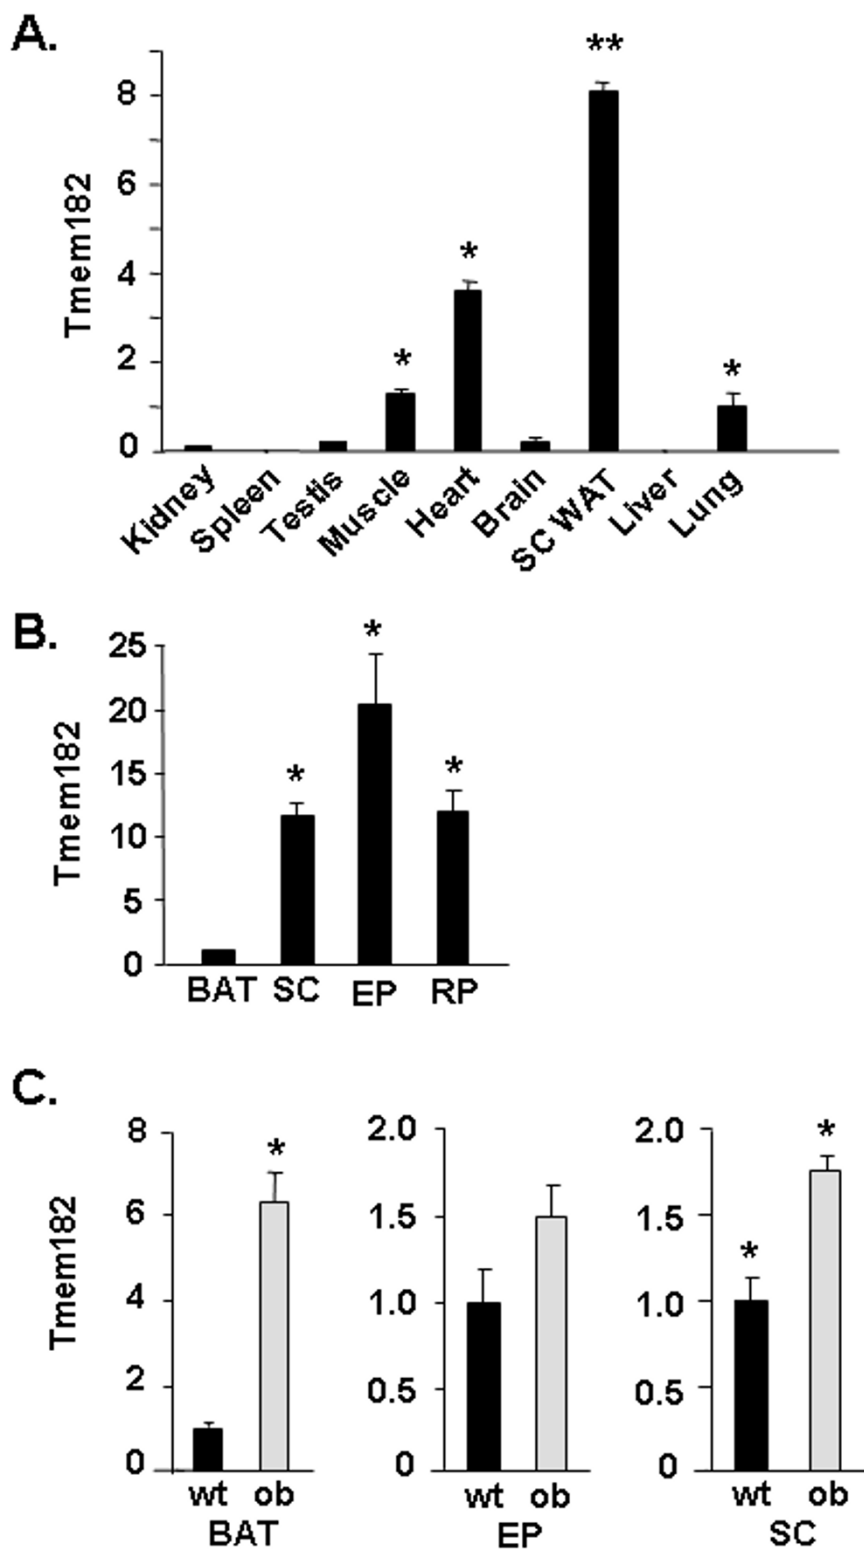 A.
**
8
6
*
4
*
*
2
0
Tmem182
Kidney Spleen Testis Muscle Heart Brain SC WAT Liver Lung
B.
*
25
20
*
*
15
10
5
0
Tmem182
BAT SC EP RP
C.
8 2.0 2.0 *
*
6 1.5 1.5
*
4 1.0 1.0
2 0.5 0.5
0 0 0
Tmem182
wt ob wt ob wt ob
BAT EP SC